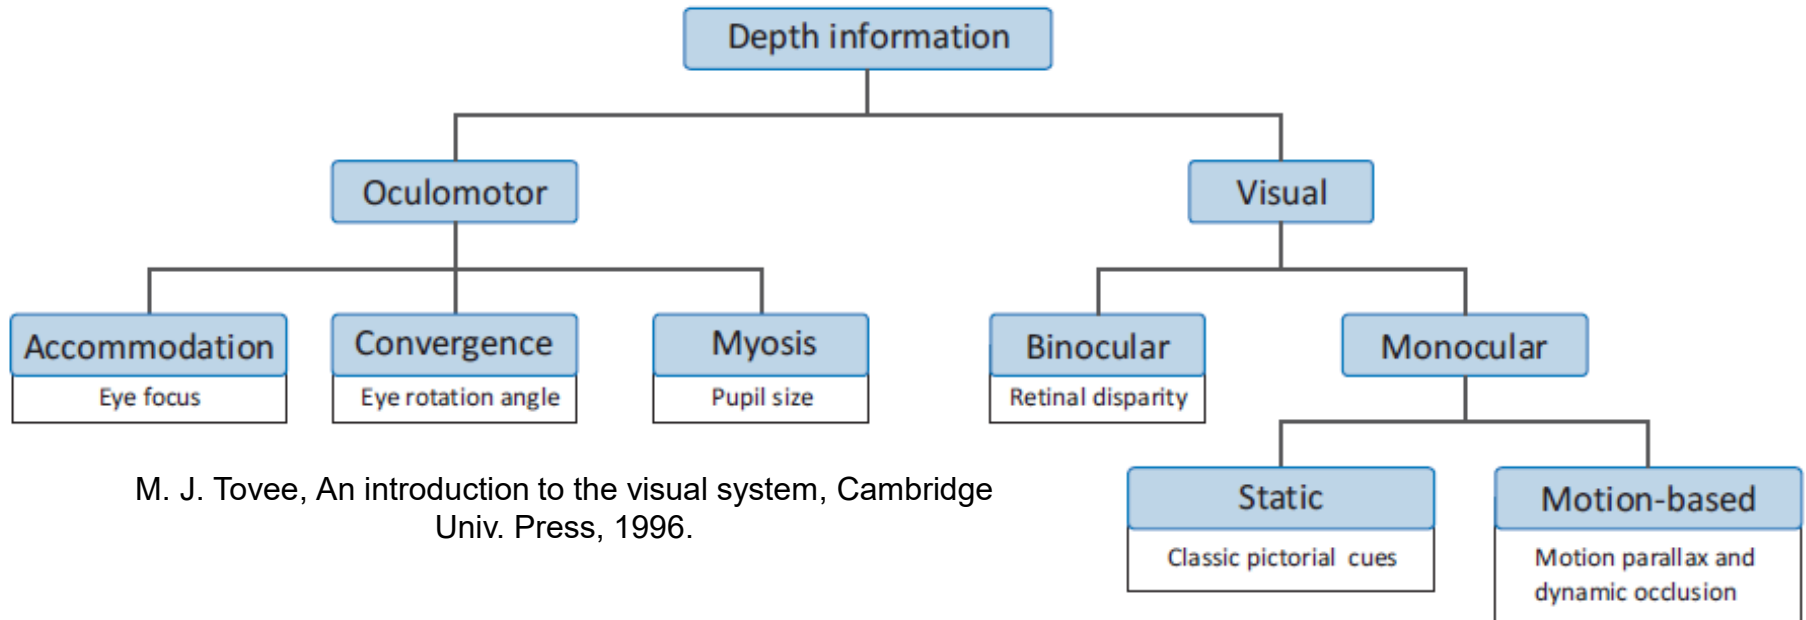 Depth information
Oculomotor
Visual
Accommodation
Eye focus
Convergence
Eye rotation angle
Myosis
Pupil size
Binocular
Retinal disparity
Monocular
Static
Classic pictorial cues
Motion-based
Motion parallax and
dynamic occlusion
M. J. Tovee, An introduction to the visual system, Cambridge
Univ. Press, 1996.